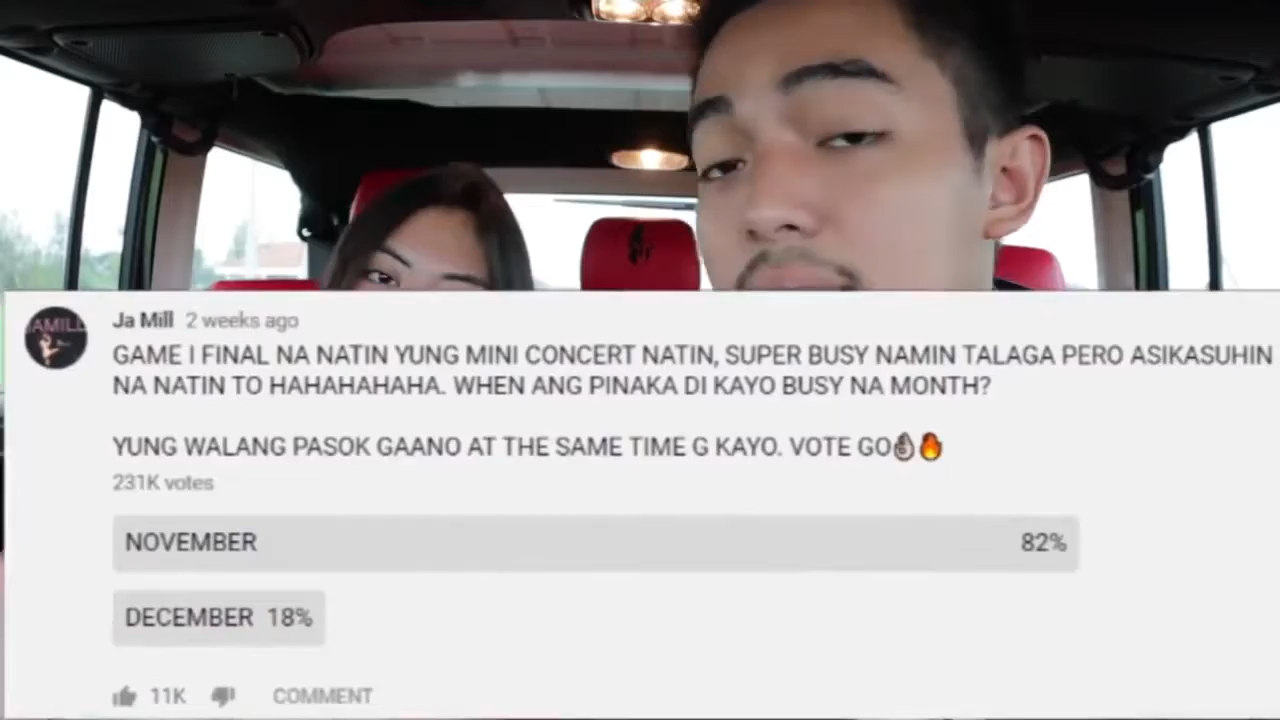 JAMILL
Ja Mill 2 weeks ago
GAME I FINAL NA NATIN YUNG MINI CONCERT NATIN, SUPER BUSY NAMIN TALAGA PERO ASIKASUHIN
NA NATIN TO HAHAHAHAHA. WHEN ANG PINAKA DI KAYO BUSY NA MONTH?
YUNG WALANG PASOK GAANO AT THE SAME TIME G KAYO. VOTE GO👌🏻🔥
231K votes
NOVEMBER 82%
DECEMBER 18%
11K COMMENT